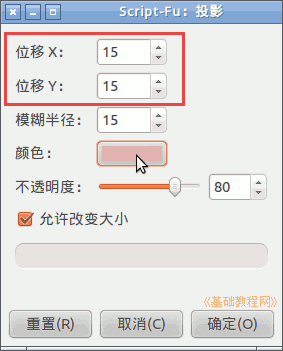 Script-Fu：投影
位移 X： 15
位移 Y： 15
模糊半径： 15
颜色：
不透明度： 80
允许改变大小
《基础教程网》
重置(R) 取消(C) 确定(O)